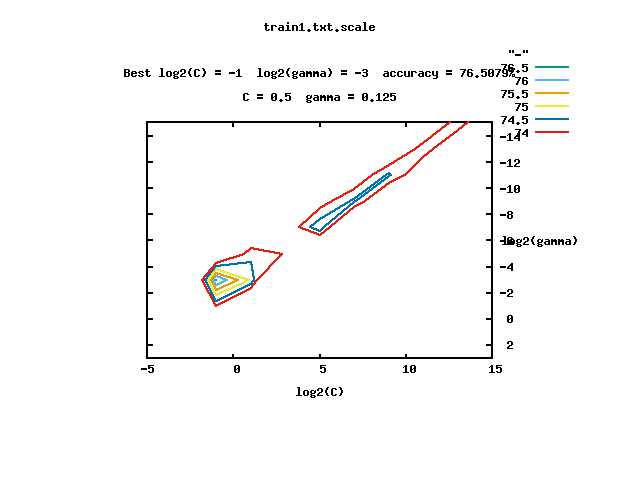 train1.txt.scale
"-"
Best log2(C) = -1 log2(gamma) = -3 accuracy = 76.5079%
76.5
76
C = 0.5 gamma = 0.125
75.5
75
74.5
74
-14
-12
-10
-8
-6
log2(gamma)
-4
-2
0
2
-5 0 5 10 15
log2(C)